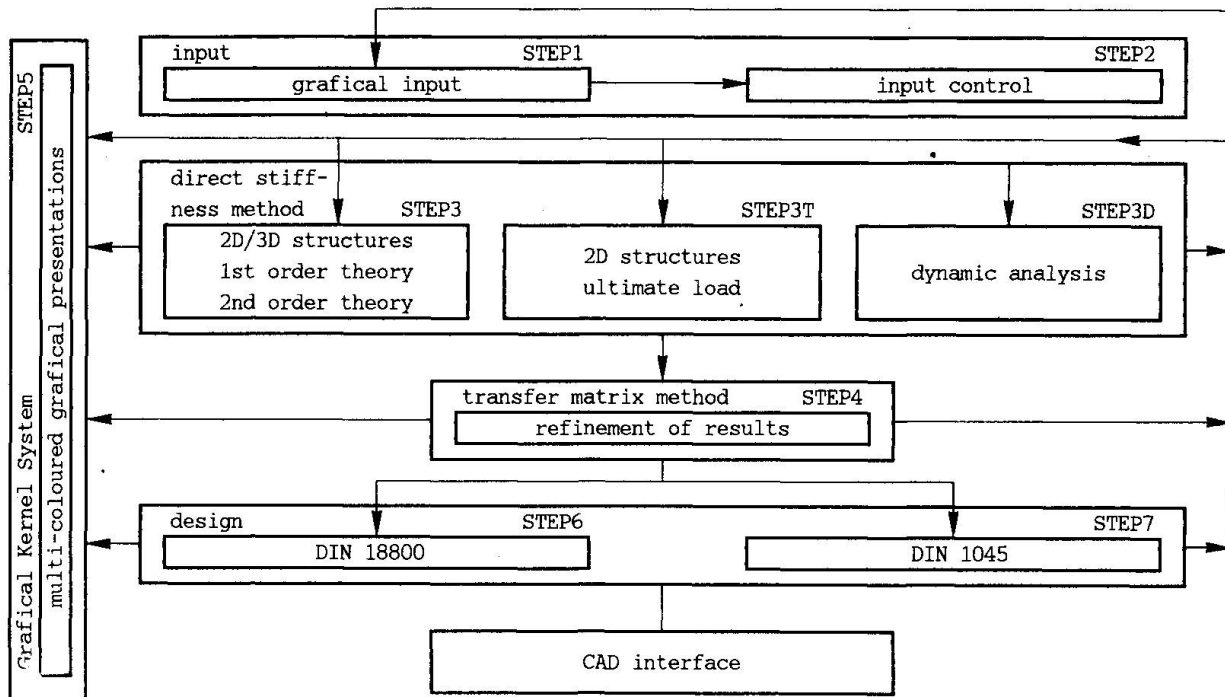 Grafical Kernel System
STEP5
multi-coloured grafical presentations
input
STEP1
grafical input
STEP2
input control
direct stiff-
ness method
STEP3
2D/3D structures
1st order theory
2nd order theory
STEP3T
2D structures
ultimate load
STEP3D
dynamic analysis
transfer matrix method
STEP4
refinement of results
design
STEP6
DIN 18800
STEP7
DIN 1045
CAD interface